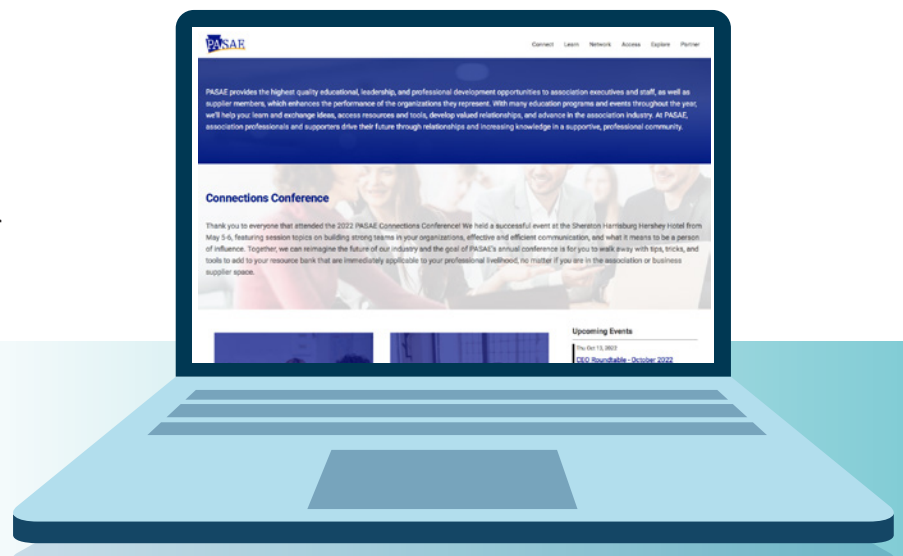 PASAE
Connect Learn Network Access Explore Partner
PASAE provides the highest quality educational, leadership, and professional development opportunities to association executives and staff, as well as
supplier members, which enhances the performance of the organizations they represent. With many education programs and events throughout the year,
we'll help you learn and exchange ideas, access resources and tools, develop valued relationships, and advance in the association industry. At PASAE,
association professionals and supporters drive their future through relationships and increasing knowledge in a supportive, professional community.
Connections Conference
Thank you to everyone that attended the 2022 PASAE Connections Conference! We held a successful event at the Sheraton Harrisburg Hershey Hotel from
May 5-6, featuring session topics on building strong teams in your organizations, effective and efficient communication, and what it means to be a person
of influence. Together, we can reimagine the future of our industry and the goal of PASAE's annual conference is for you to walk away with tips, tricks, and
tools to add to your resource bank that are immediately applicable to your professional livelihood, no matter if you are in the association or business
supplier space.
Upcoming Events
Thu Oct 13, 2022
CEO Roundtable - October 2022